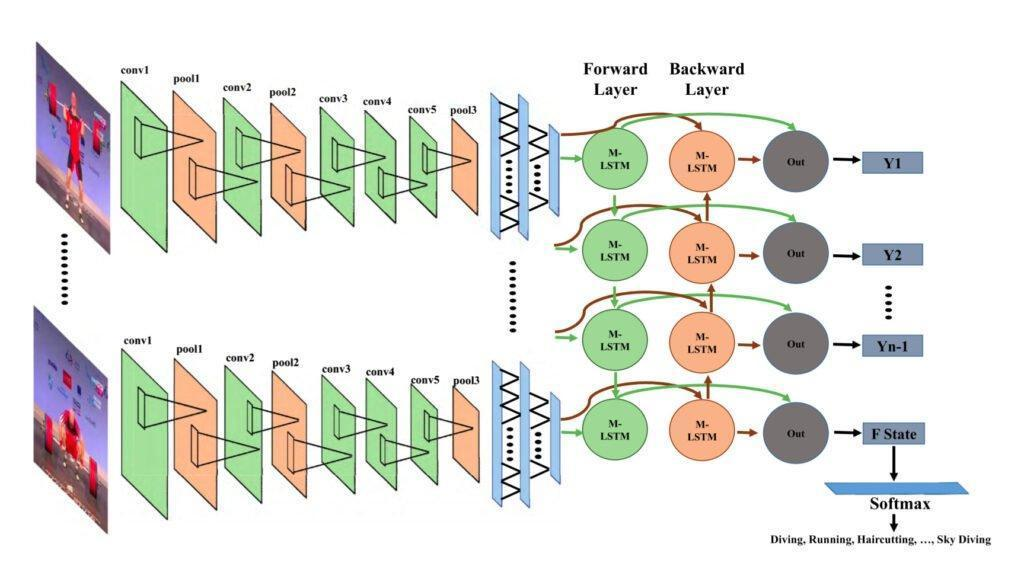 conv1
pool1
conv2
pool2
conv3
conv4
conv5
pool3
Forward
Layer
Backward
Layer
M-
LSTM
M-
LSTM
Out
Y1
M-
LSTM
M-
LSTM
Out
Y2
M-
LSTM
M-
LSTM
Out
Yn-1
conv1
pool1
conv2
pool2
conv3
conv4
conv5
pool3
M-
LSTM
M-
LSTM
Out
F State
Softmax
Diving, Running, Haircutting, ..., Sky Diving